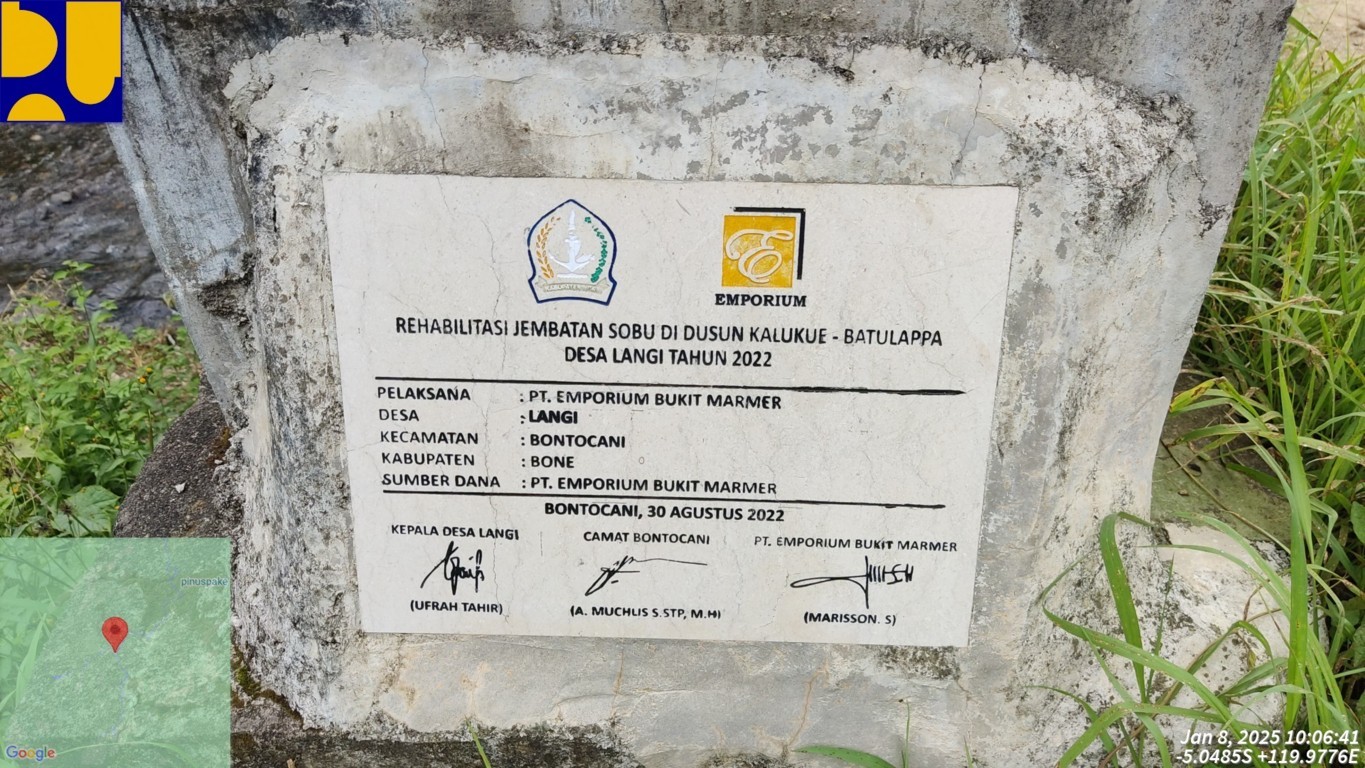 EMPORIUM
REHABILITASI JEMBATAN SOBU DI DUSUN KALUKUE - BATULAPPA
DESA LANGI TAHUN 2022
PELAKSANA : PT. EMPORIUM BUKIT MARMER
DESA : LANGI
KECAMATAN : BONTOCANI
KABUPATEN : BONE
SUMBER DANA : PT. EMPORIUM BUKIT MARMER
BONTOCANI, 30 AGUSTUS 2022
KEPALA DESA LANGI CAMAT BONTOCANI PT. EMPORIUM BUKIT MARMER
(UFRAH TAHIR) (A. MUCHLIS S.STP, M.H) (MARISSON. S)
pinuspake
Google
Jan 8, 2025 10:06:41
-5.0485S +119.9776E